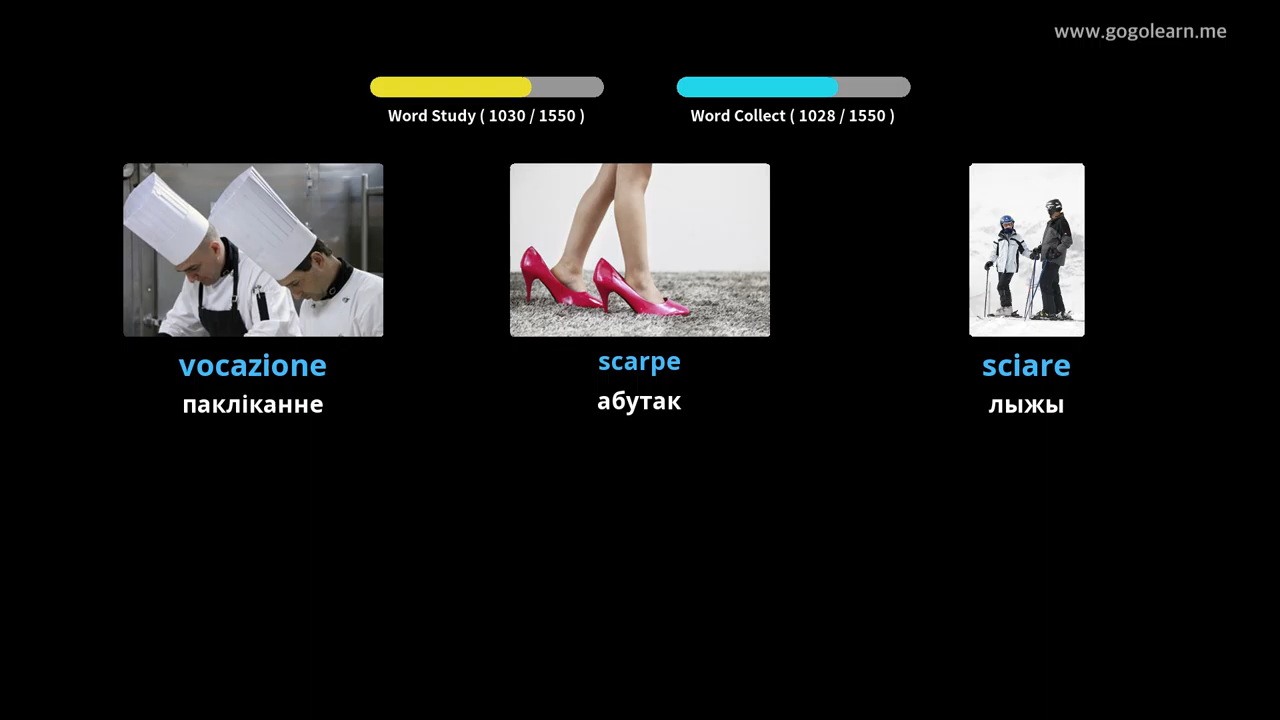 www.gogolearn.me
Word Study ( 1030 / 1550 )
Word Collect ( 1028 / 1550 )
vocazione
пакліканне
scarpe
абутак
sciare
лыжы